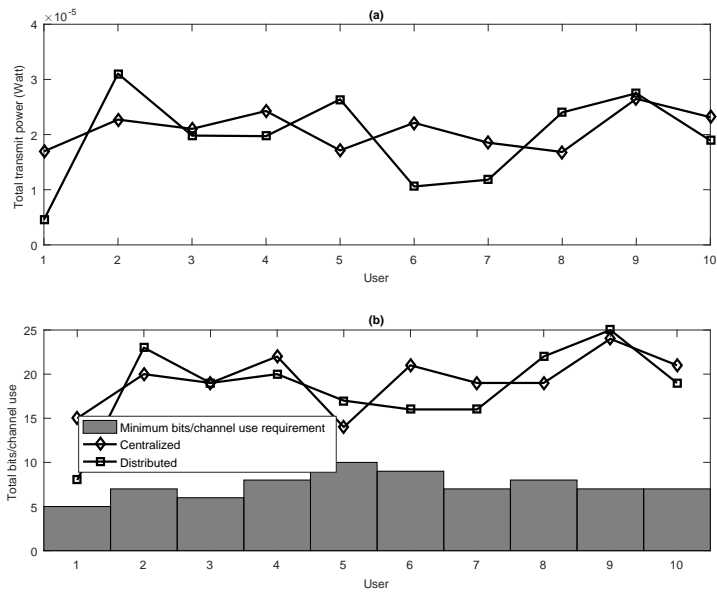 (a)
×10⁻⁵
4
3
2
1
0
Total transmit power (Watt)
1 2 3 4 5 6 7 8 9 10
User
(b)
25
20
15
10
5
0
Total bits/channel use
Minimum bits/channel use requirement
Centralized
Distributed
1 2 3 4 5 6 7 8 9 10
User